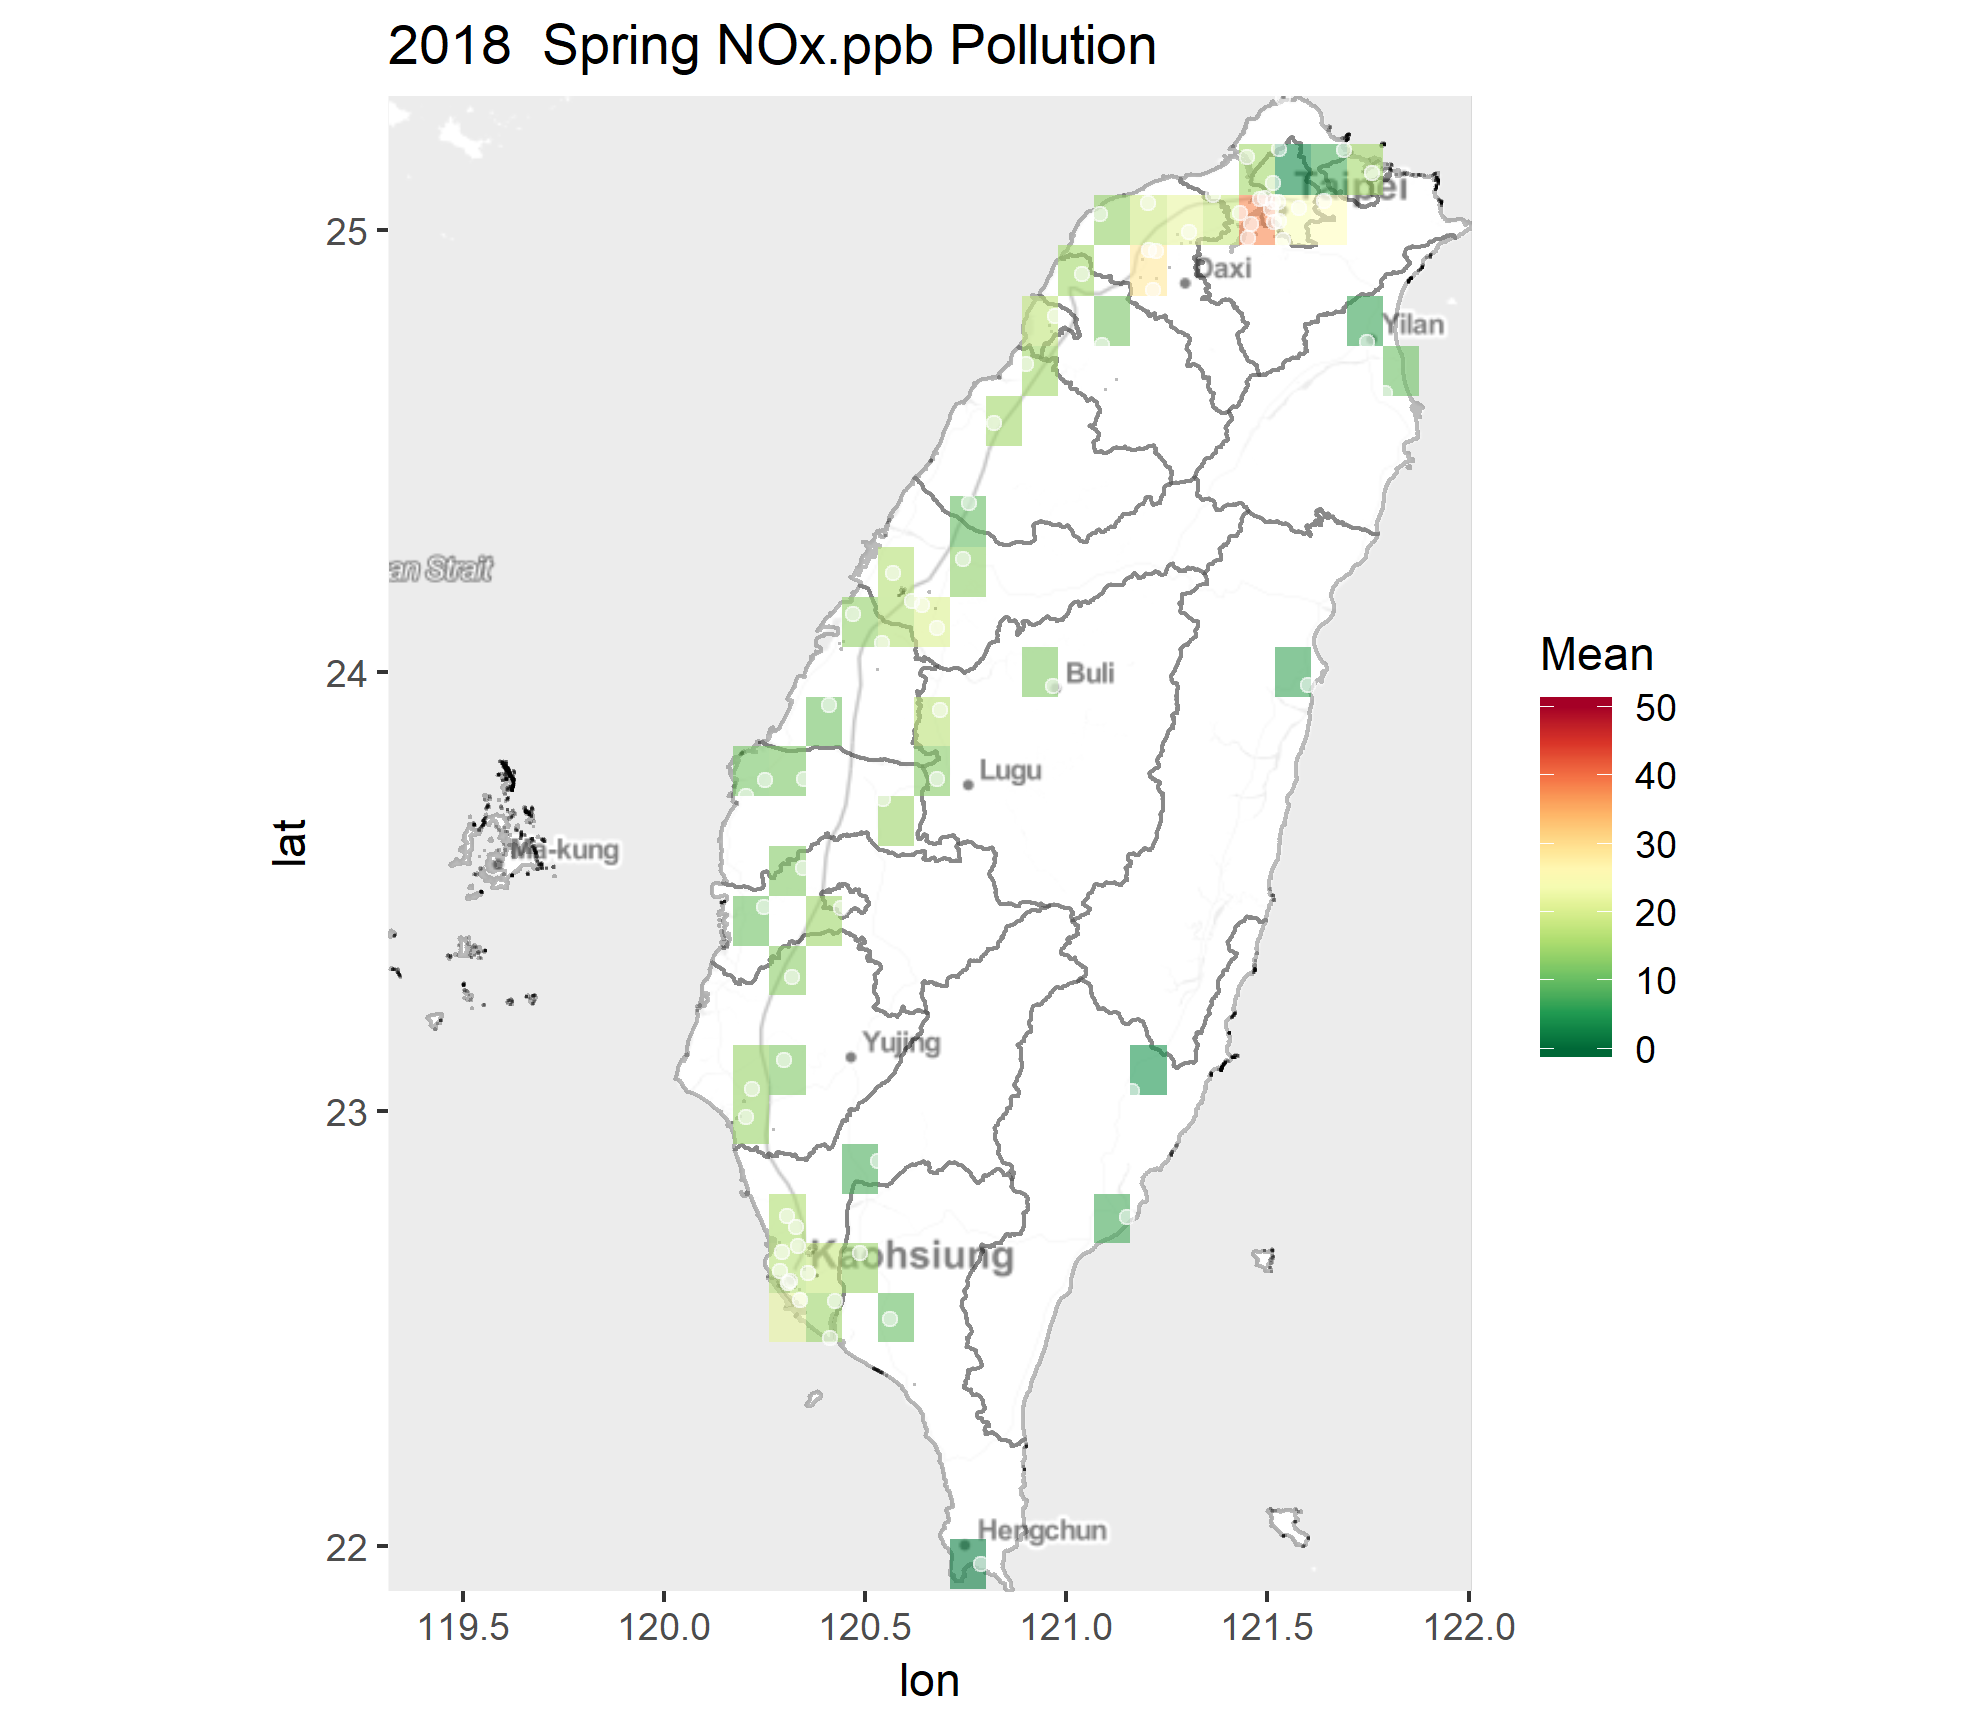 2018  Spring NOx.ppb Pollution
Taipei
25
Daxi
Yilan
an Strait
24
Buli
Lugu
Ma-kung
lat
Yujing
23
Kaohsiung
Hengchun
22
119.5 120.0 120.5 121.0 121.5 122.0
lon
Mean
50
40
30
20
10
0